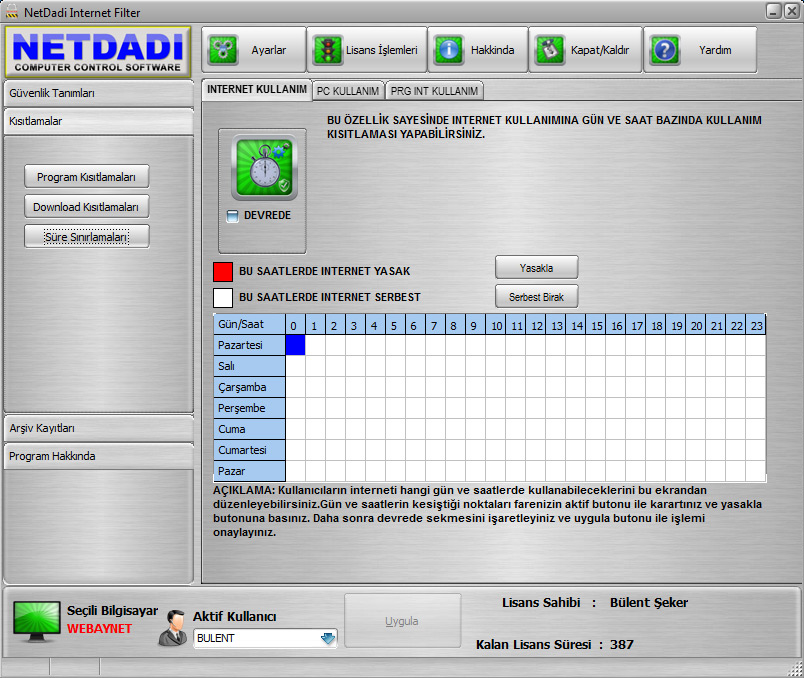 NetDadi Internet Filter
NETDADI
COMPUTER CONTROL SOFTWARE
Ayarlar
Lisans İşlemleri
Hakkında
Kapat/Kaldır
Yardım
Güvenlik Tanımları
Kısıtlamalar
Program Kısıtlamaları
Download Kısıtlamaları
Süre Sınırlamaları
Arşiv Kayıtları
Program Hakkında
INTERNET KULLANIM
PC KULLANIM
PRG INT KULLANIM
BU ÖZELLİK SAYESİNDE INTERNET KULLANIMINA GÜN VE SAAT BAZINDA KULLANIM
KISITLAMASI YAPABİLİRSİNİZ.
DEVREDE
BU SAATLERDE INTERNET YASAK
Yasakla
BU SAATLERDE INTERNET SERBEST
Serbest Birak
Gün/Saat 0 1 2 3 4 5 6 7 8 9 10 11 12 13 14 15 16 17 18 19 20 21 22 23
Pazartesi
Salı
Çarşamba
Perşembe
Cuma
Cumartesi
Pazar
AÇIKLAMA: Kullanıcıların interneti hangi gün ve saatlerde kullanabileceklerini bu ekrandan
düzenleyebilirsiniz.Gün ve saatlerin kesiştiği noktaları farenizin aktif butonu ile karartınız ve yasakla
butonuna basınız. Daha sonra devrede sekmesini işaretleyiniz ve uygula butonu ile işlemi
onaylayınız.
Seçili Bilgisayar
WEBAYNET
Aktif Kullanıcı
BULENT
Uygula
Lisans Sahibi : Bülent Şeker
Kalan Lisans Süresi : 387